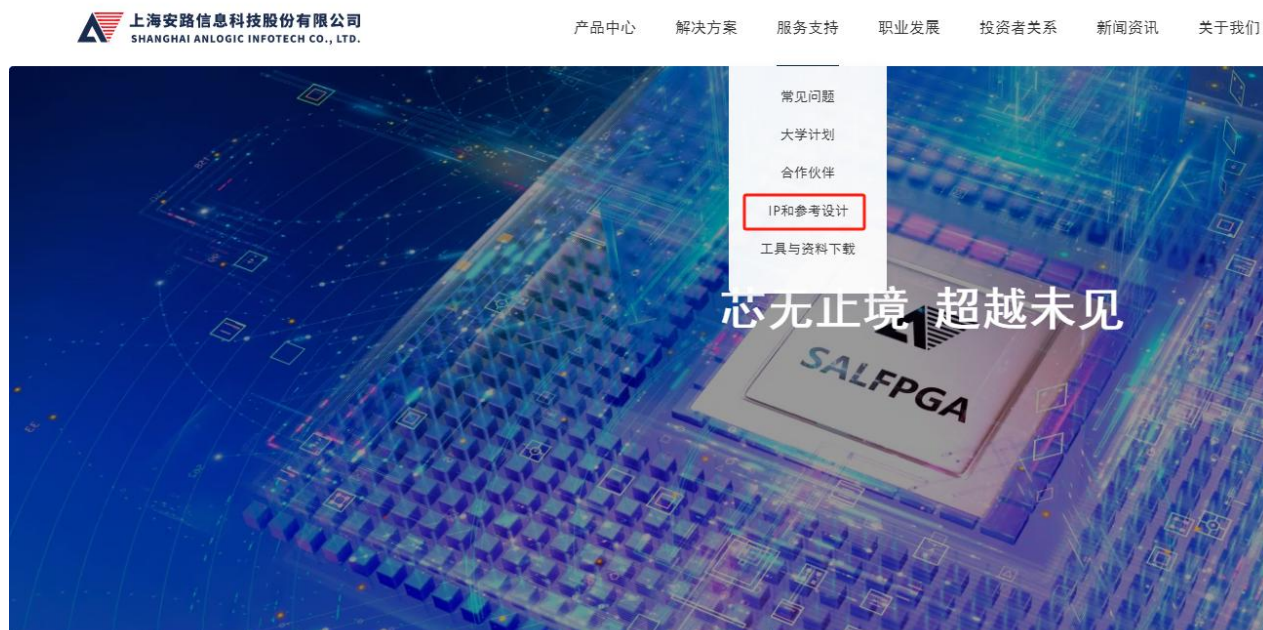 上海安路信息科技股份有限公司
SHANGHAI ANLOGIC INFOTECH CO., LTD.
产品中心 解决方案 服务支持 职业发展 投资者关系 新闻资讯 关于我们
常见问题
大学计划
合作伙伴
IP和参考设计
工具与资料下载
芯无止境 超越未见
SALFPGA